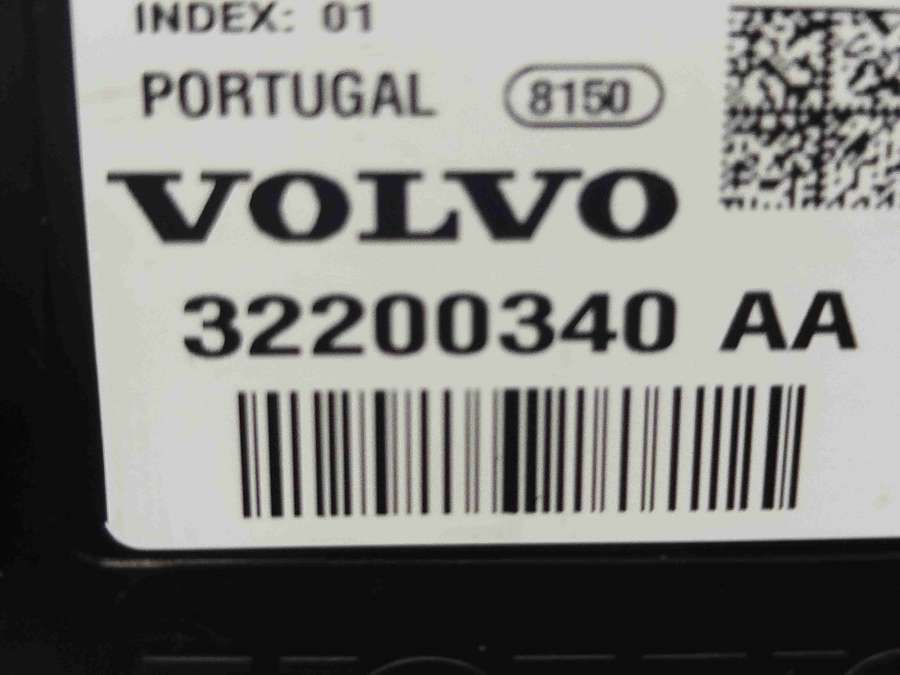 INDEX: 01
PORTUGAL 8150
VOLVO
32200340 AA